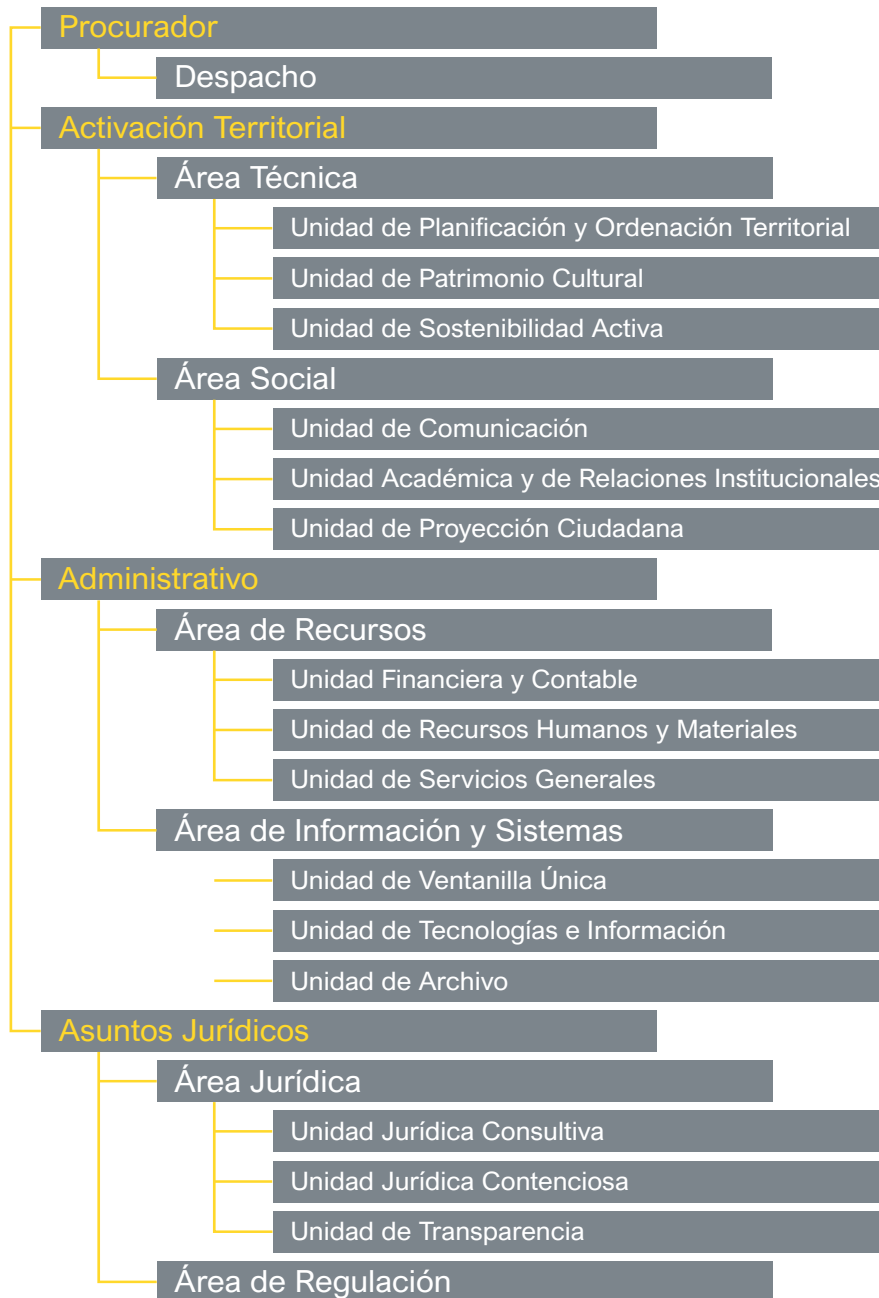 Procurador
Despacho
Activación Territorial
Área Técnica
Unidad de Planificación y Ordenación Territorial
Unidad de Patrimonio Cultural
Unidad de Sostenibilidad Activa
Área Social
Unidad de Comunicación
Unidad Académica y de Relaciones Institucionales
Unidad de Proyección Ciudadana
Administrativo
Área de Recursos
Unidad Financiera y Contable
Unidad de Recursos Humanos y Materiales
Unidad de Servicios Generales
Área de Información y Sistemas
Unidad de Ventanilla Única
Unidad de Tecnologías e Información
Unidad de Archivo
Asuntos Jurídicos
Área Jurídica
Unidad Jurídica Consultiva
Unidad Jurídica Contenciosa
Unidad de Transparencia
Área de Regulación